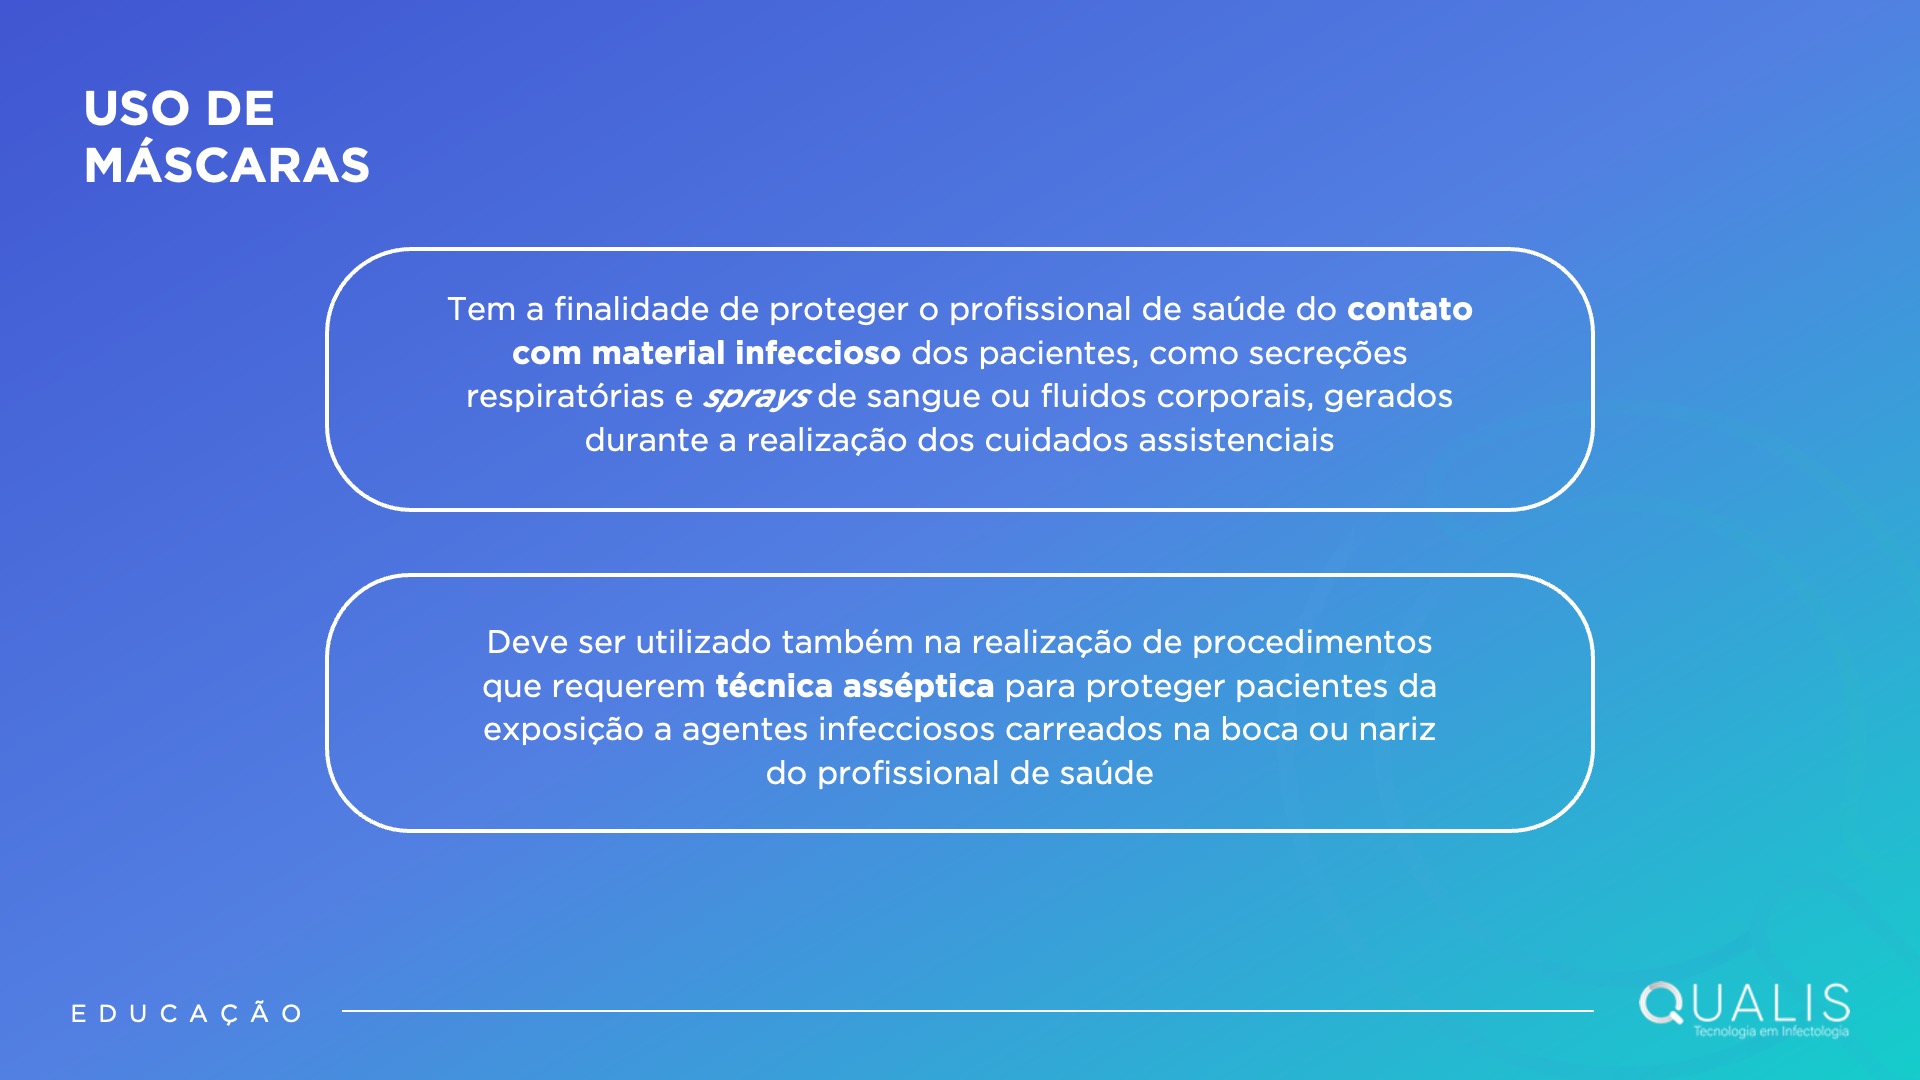 USO DE
MÁSCARAS
Tem a finalidade de proteger o profissional de saúde do contato
com material infeccioso dos pacientes, como secreções
respiratórias e sprays de sangue ou fluidos corporais, gerados
durante a realização dos cuidados assistenciais
Deve ser utilizado também na realização de procedimentos
que requerem técnica asséptica para proteger pacientes da
exposição a agentes infecciosos carreados na boca ou nariz
do profissional de saúde
EDUCAÇÃO
QUALIS
Tecnologia em Infectologia